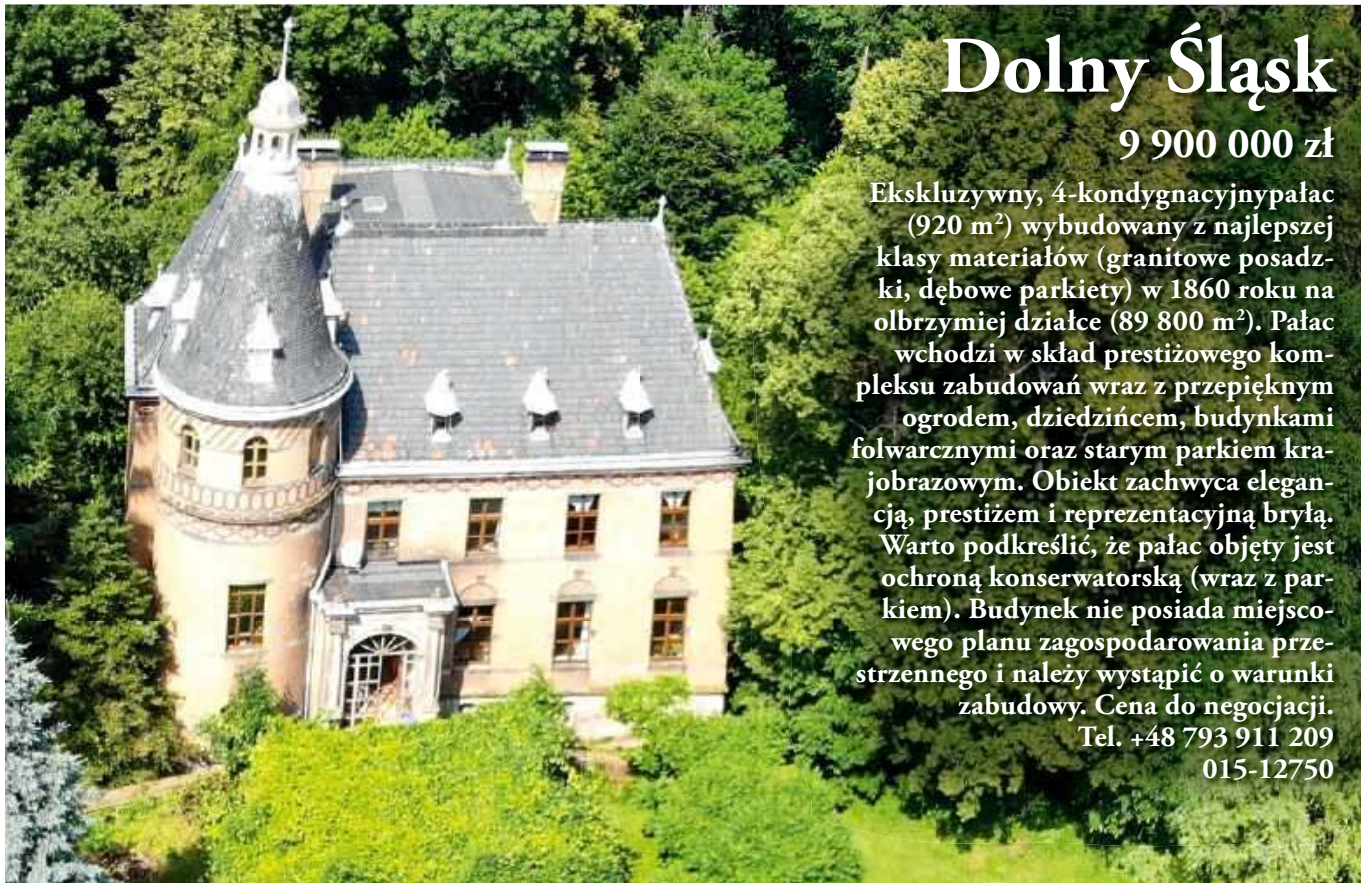 Dolny Śląsk
9 900 000 zł
Ekskluzywny, 4-kondygnacyjnypałac
(920 m²) wybudowany z najlepszej
klasy materiałów (granitowe posadz-
ki, dębowe parkiety) w 1860 roku na
olbrzymiej działce (89 800 m²). Pałac
wchodzi w skład prestiżowego kom-
pleksu zabudowań wraz z przepięknym
ogrodem, dziedzińcem, budynkami
folwarcznymi oraz starym parkiem kra-
jobrazowym. Obiekt zachwyca elegan-
cją, prestiżem i reprezentacyjną bryłą.
Warto podkreślić, że pałac objęty jest
ochroną konserwatorską (wraz z par-
kiem). Budynek nie posiada miejsco-
wego planu zagospodarowania prze-
strzennego i należy wystąpić o warunki
zabudowy. Cena do negocjacji.
Tel. +48 793 911 209
015-12750